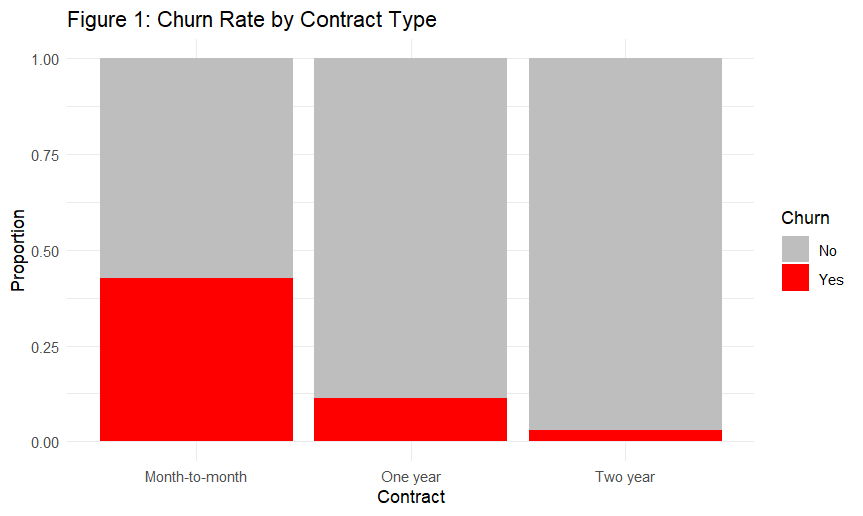 Figure 1: Churn Rate by Contract Type
1.00
0.75
0.50
0.25
0.00
Proportion
Month-to-month One year Two year
Contract
Churn
No
Yes